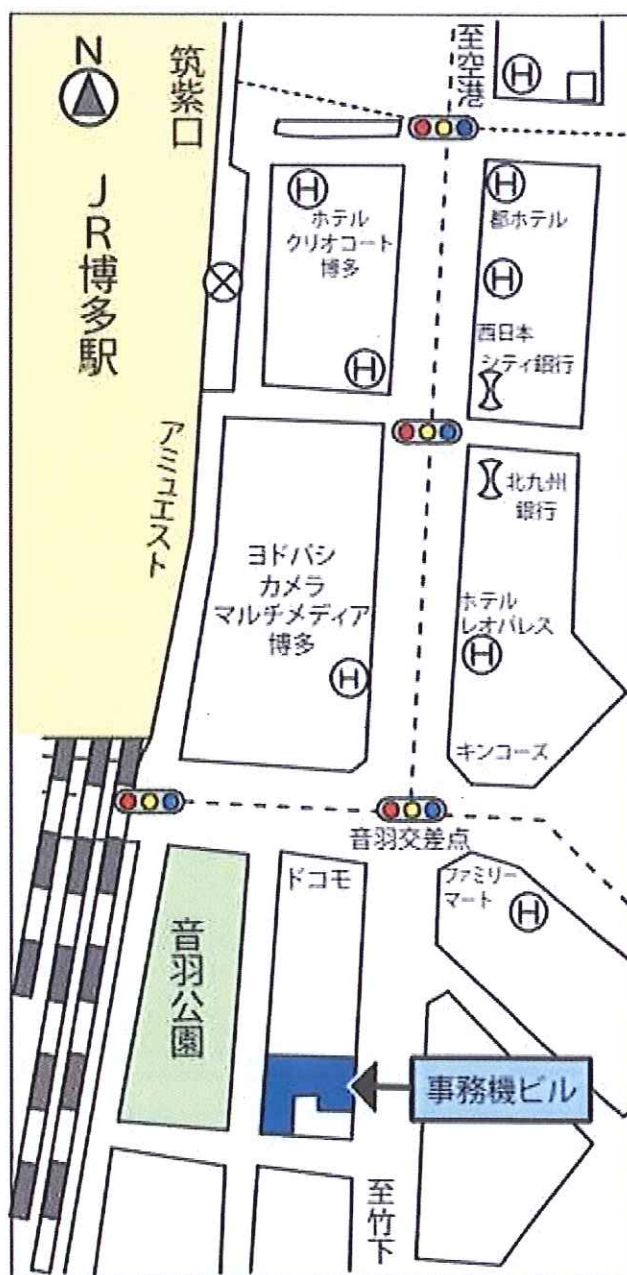 N
筑紫口
JR博多駅
アミュエスト
至空港
ホテル
クリオコート
博多
都ホテル
西日本
シティ銀行
北九州
銀行
ヨドバシ
カメラ
マルチメディア
博多
ホテル
レオパレス
キンコーズ
音羽交差点
ドコモ
ファミリー
マート
音羽公園
事務機ビル
至竹下
H
H
H
H
H
H
H
H